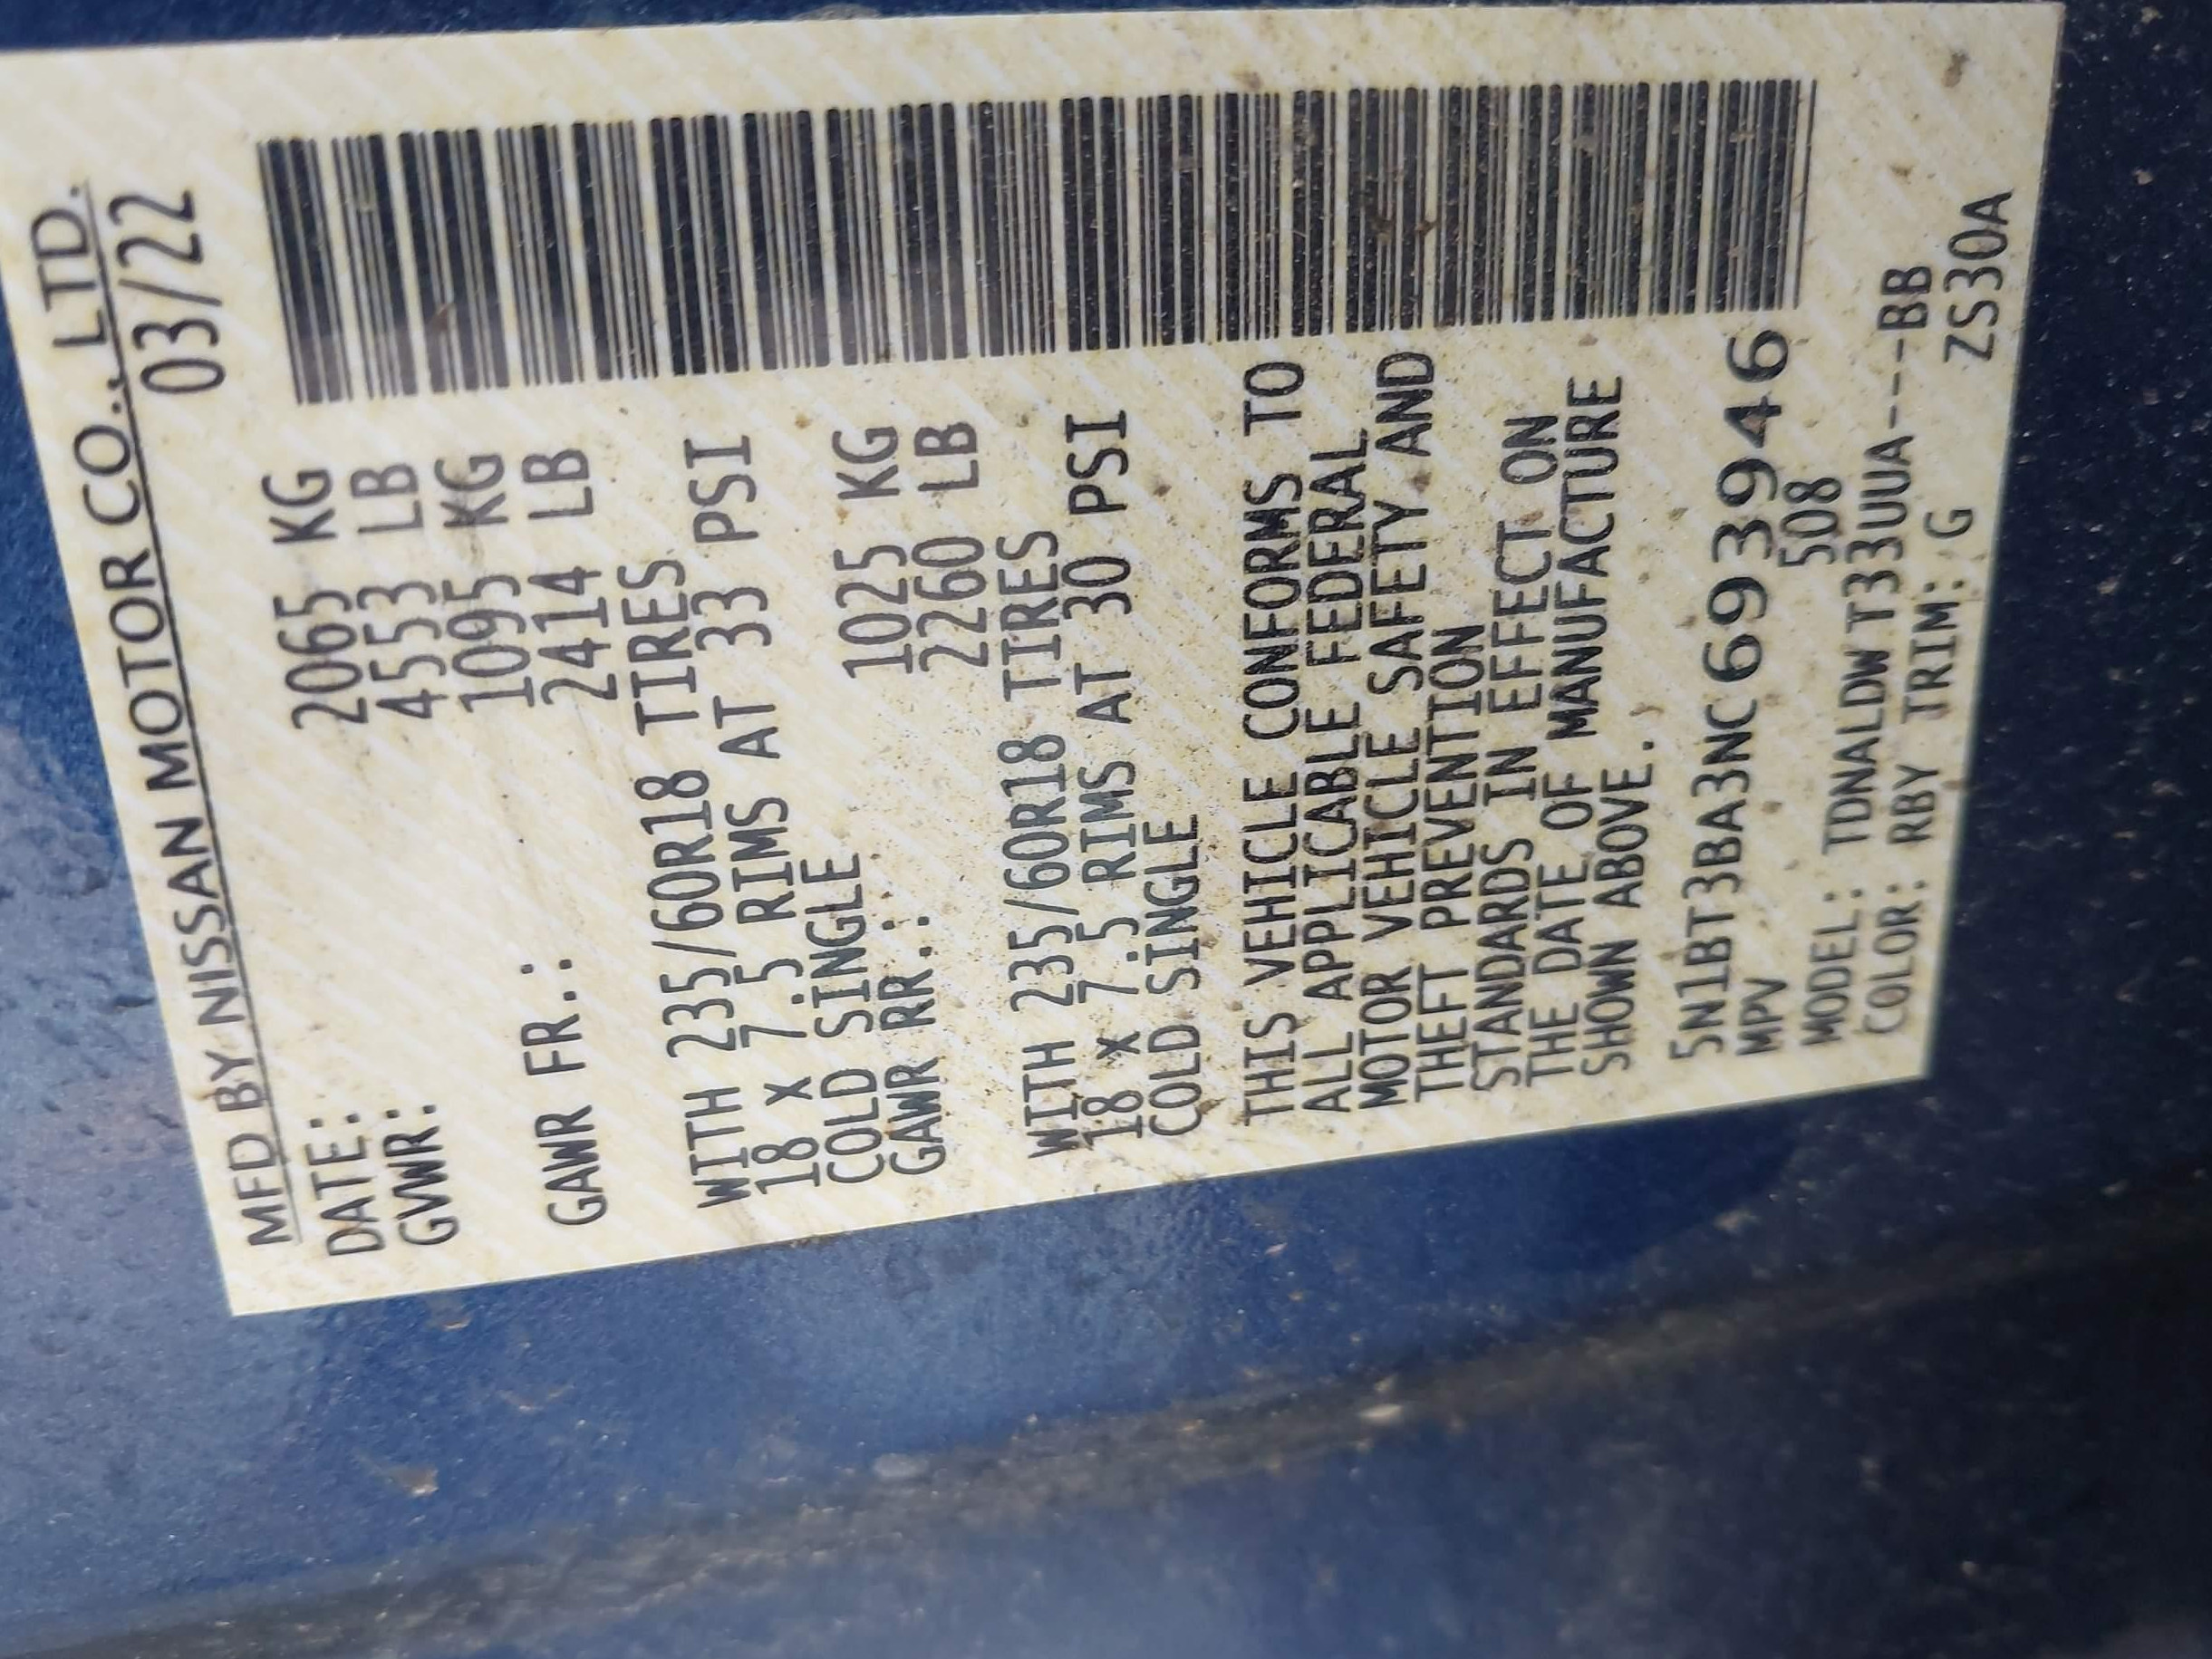 MFD BY NISSAN MOTOR CO., LTD.
DATE: 03/22
GVWR: 2065 KG
4553 LB
GAWR FR.: 1095 KG
2414 LB
WITH 235/60R18 TIRES
18 x 7.5 RIMS AT 33 PSI
COLD SINGLE
GAWR RR.: 1025 KG
2260 LB
WITH 235/60R18 TIRES
18 x 7.5 RIMS AT 30 PSI
COLD SINGLE
THIS VEHICLE CONFORMS TO
ALL APPLICABLE FEDERAL
MOTOR VEHICLE SAFETY AND
THEFT PREVENTION
STANDARDS IN EFFECT ON
THE DATE OF MANUFACTURE
SHOWN ABOVE.
5N1BT3BA3NC693946
MPV 508
MODEL: TDNALDWT33UUA---BB
COLOR: RBY TRIM: G ZS30A